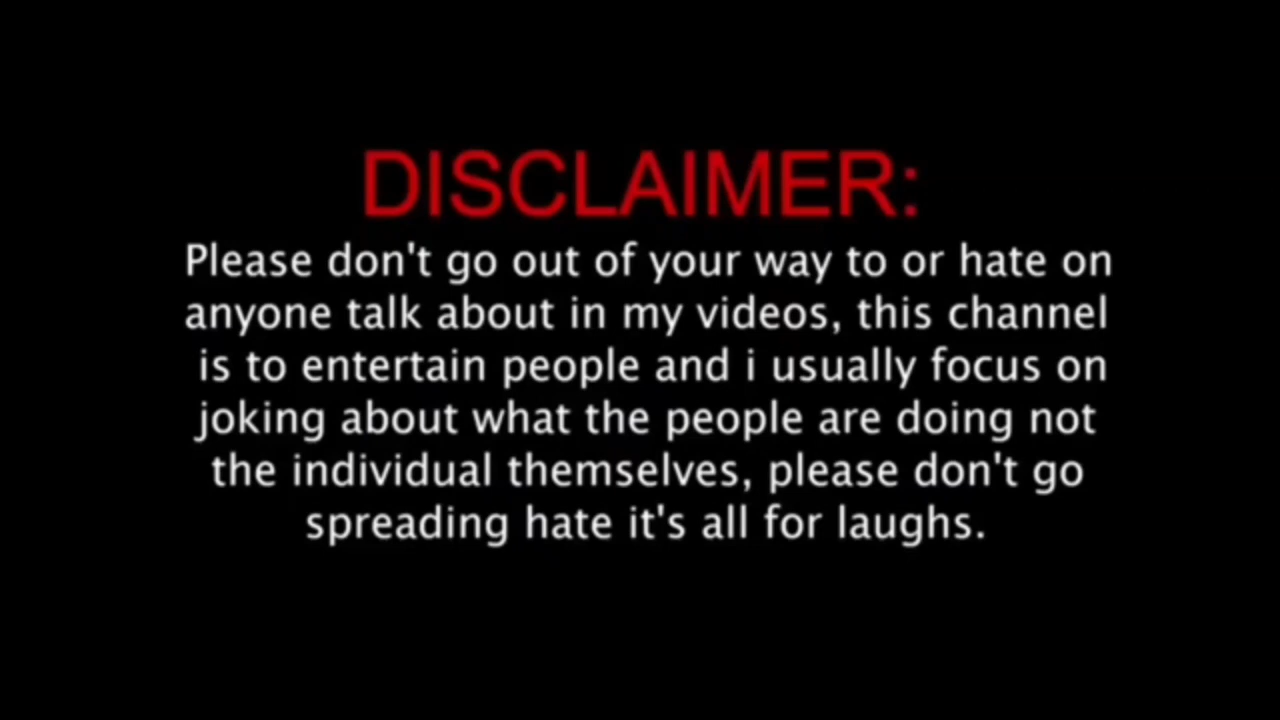 DISCLAIMER:
Please don't go out of your way to or hate on
anyone talk about in my videos, this channel
is to entertain people and i usually focus on
joking about what the people are doing not
the individual themselves, please don't go
spreading hate it's all for laughs.